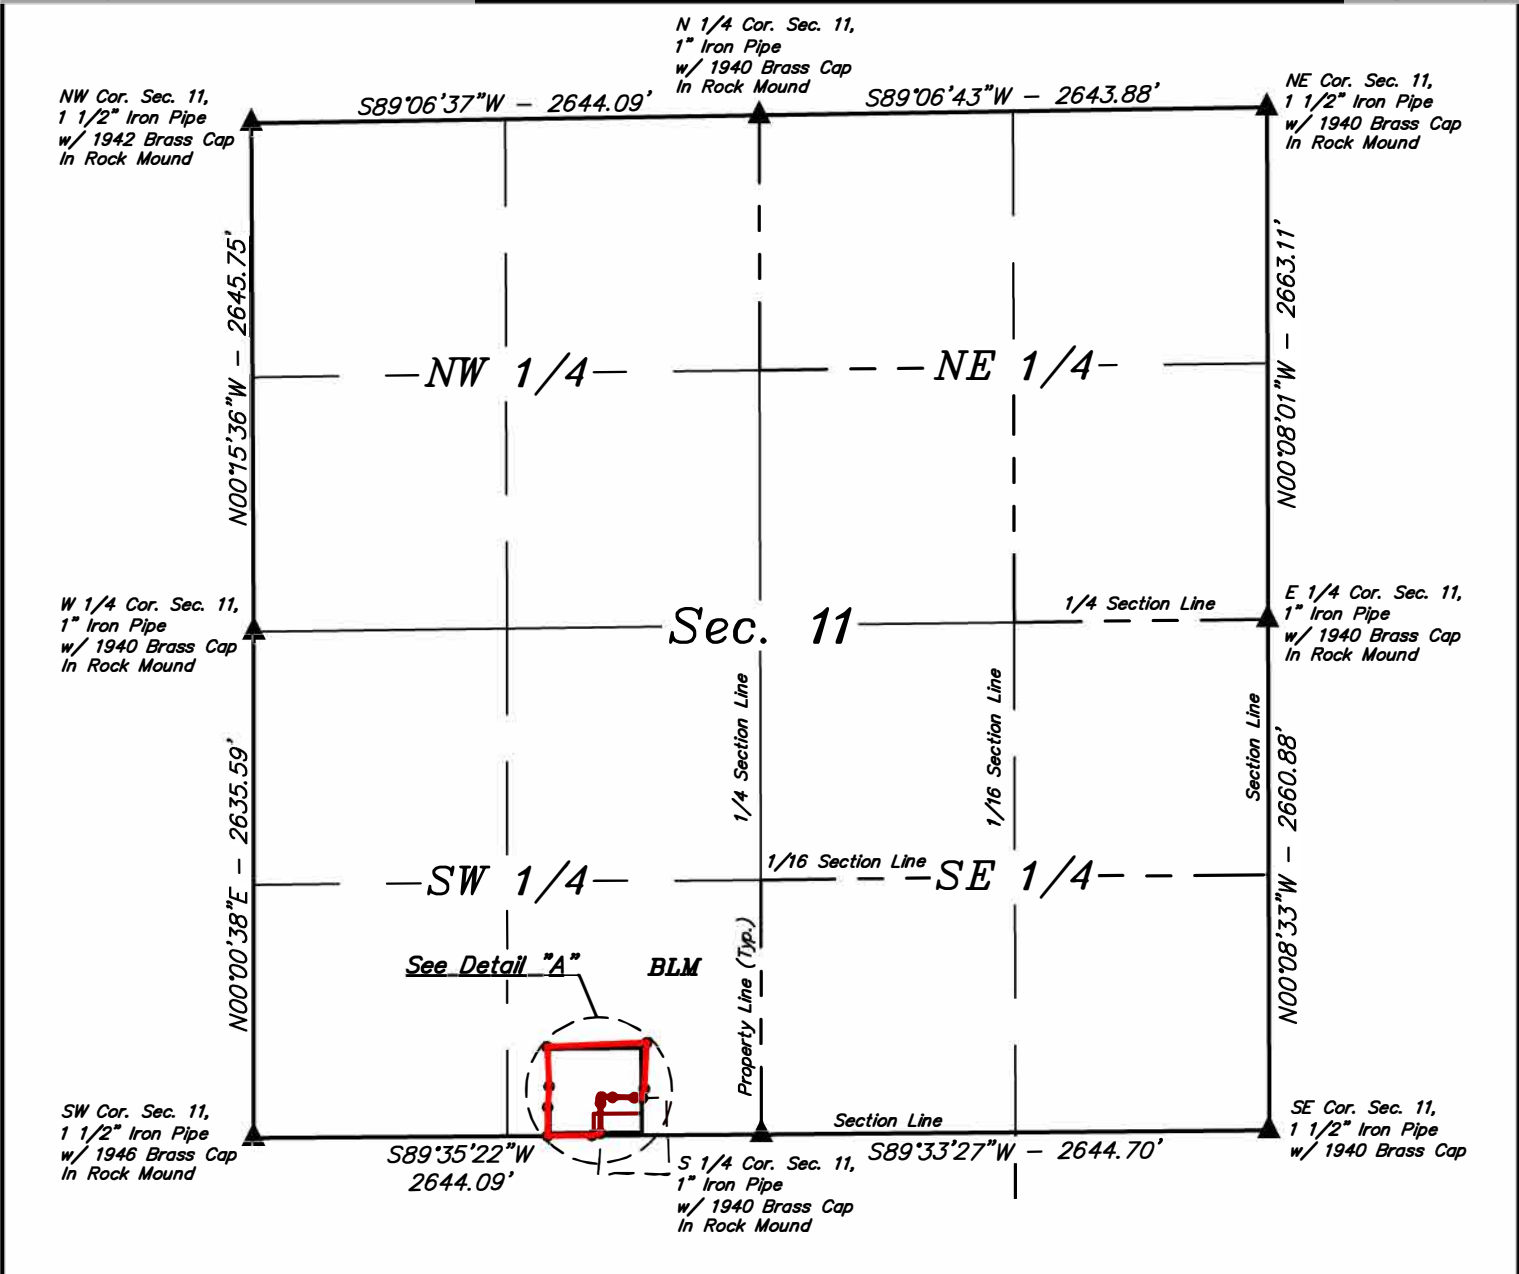 N 1/4 Cor. Sec. 11,
1" Iron Pipe
w/ 1940 Brass Cap
In Rock Mound
NW Cor. Sec. 11,
1 1/2" Iron Pipe
w/ 1942 Brass Cap
In Rock Mound
S89°06'37"W - 2644.09'
S89°06'43"W - 2643.88'
NE Cor. Sec. 11,
1 1/2" Iron Pipe
w/ 1940 Brass Cap
In Rock Mound
N00°15'36"W - 2645.75'
N00°08'01"W - 2663.11'
NW 1/4
NE 1/4
W 1/4 Cor. Sec. 11,
1" Iron Pipe
w/ 1940 Brass Cap
In Rock Mound
Sec. 11
1/4 Section Line
E 1/4 Cor. Sec. 11,
1" Iron Pipe
w/ 1940 Brass Cap
In Rock Mound
N00°00'38"E - 2635.59'
1/4 Section Line
1/16 Section Line
Section Line
N00°08'33"W - 2660.88'
SW 1/4
1/16 Section Line
SE 1/4
See Detail "A"
BLM
Property Line (Typ.)
SW Cor. Sec. 11,
1 1/2" Iron Pipe
w/ 1946 Brass Cap
In Rock Mound
S89°35'22"W
2644.09'
S 1/4 Cor. Sec. 11,
1" Iron Pipe
w/ 1940 Brass Cap
In Rock Mound
Section Line
S89°33'27"W - 2644.70'
SE Cor. Sec. 11,
1 1/2" Iron Pipe
w/ 1940 Brass Cap